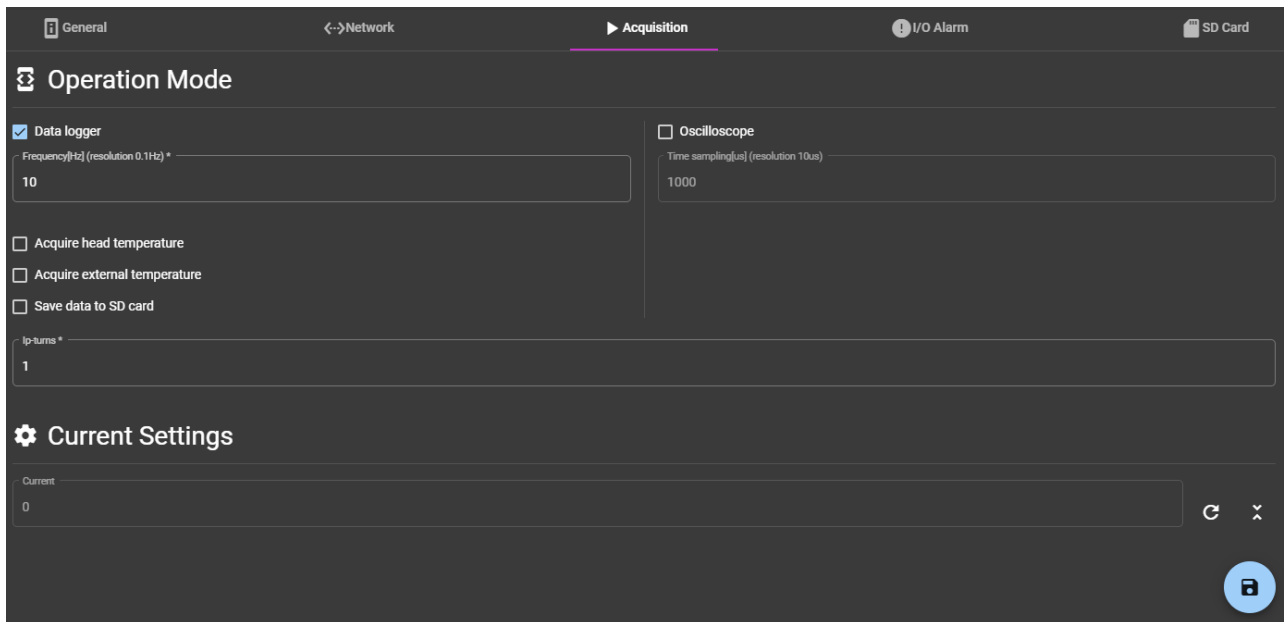 General
Network
Acquisition
I/O Alarm
SD Card
Operation Mode
Data logger
Frequency[Hz] (resolution 0.1Hz) *
10
Oscilloscope
Time sampling[us] (resolution 10us)
1000
Acquire head temperature
Acquire external temperature
Save data to SD card
Ip-turns *
1
Current Settings
Current
0